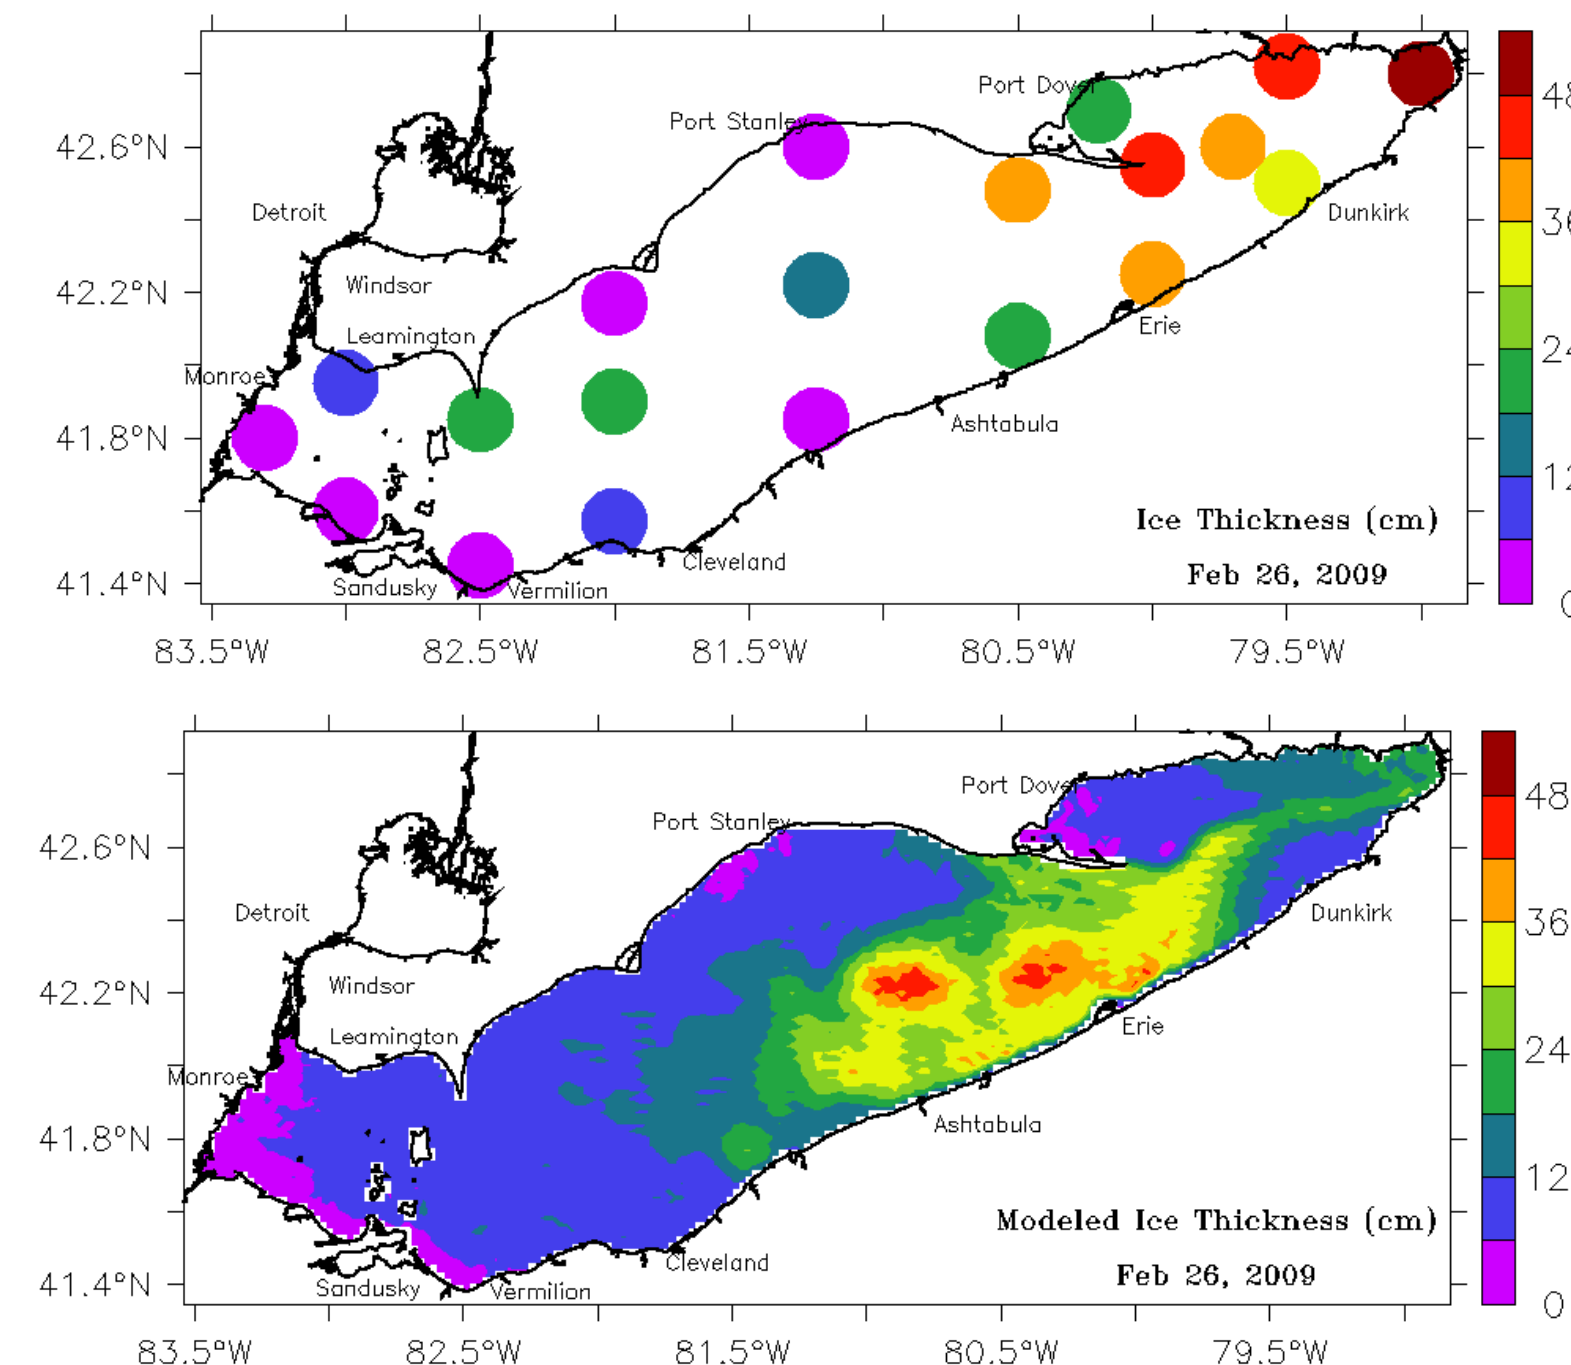 Port Dover
48
Port Stanley
42.6°N
Detroit
Dunkirk
36
42.2°N
Windsor
Erie
Leamington
24
Monroe
41.8°N
Ashtabula
12
Ice Thickness (cm)
Cleveland
Feb 26, 2009
41.4°N
Sandusky
Vermilion
0
83.5°W 82.5°W 81.5°W 80.5°W 79.5°W
Port Dover
48
Port Stanley
42.6°N
Detroit
Dunkirk
36
42.2°N
Windsor
Erie
Leamington
24
Monroe
41.8°N
Ashtabula
12
Modeled Ice Thickness (cm)
Cleveland
Feb 26, 2009
41.4°N
Sandusky
Vermilion
0
83.5°W 82.5°W 81.5°W 80.5°W 79.5°W